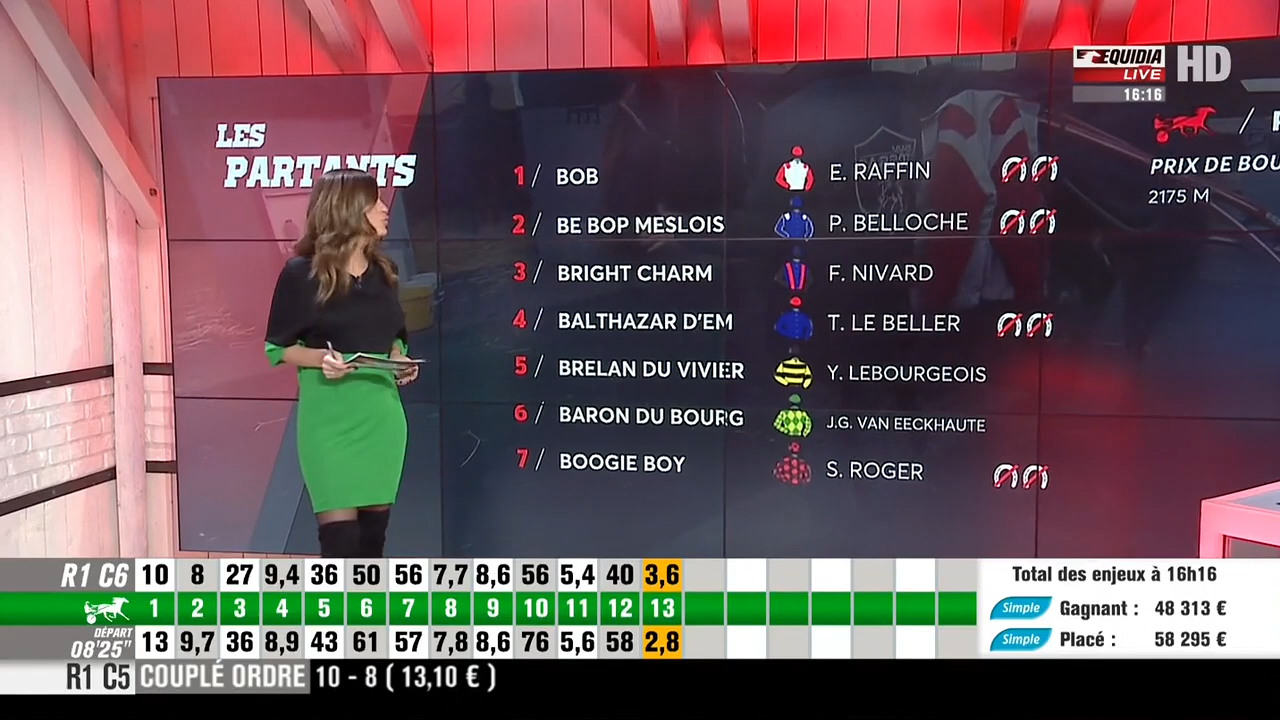 EQUIDIA
LIVE
HD
16:16
LES
PARTANTS
1 / BOB E. RAFFIN
2 / BE BOP MESLOIS P. BELLOCHE
3 / BRIGHT CHARM F. NIVARD
4 / BALTHAZAR D'EM T. LE BELLER
5 / BRELAN DU VIVIER Y. LEBOURGEOIS
6 / BARON DU BOURG J.G. VAN EECKHAUTE
7 / BOOGIE BOY S. ROGER
/
PRIX DE BOU
2175 M
R1 C6 10 8 27 9,4 36 50 56 7,7 8,6 56 5,4 40 3,6
1 2 3 4 5 6 7 8 9 10 11 12 13
DÉPART
08'25" 13 9,7 36 8,9 43 61 57 7,8 8,6 76 5,6 58 2,8
Total des enjeux à 16h16
Simple Gagnant : 48 313 €
Simple Placé : 58 295 €
R1 C5 COUPLÉ ORDRE 10 - 8 ( 13,10 € )